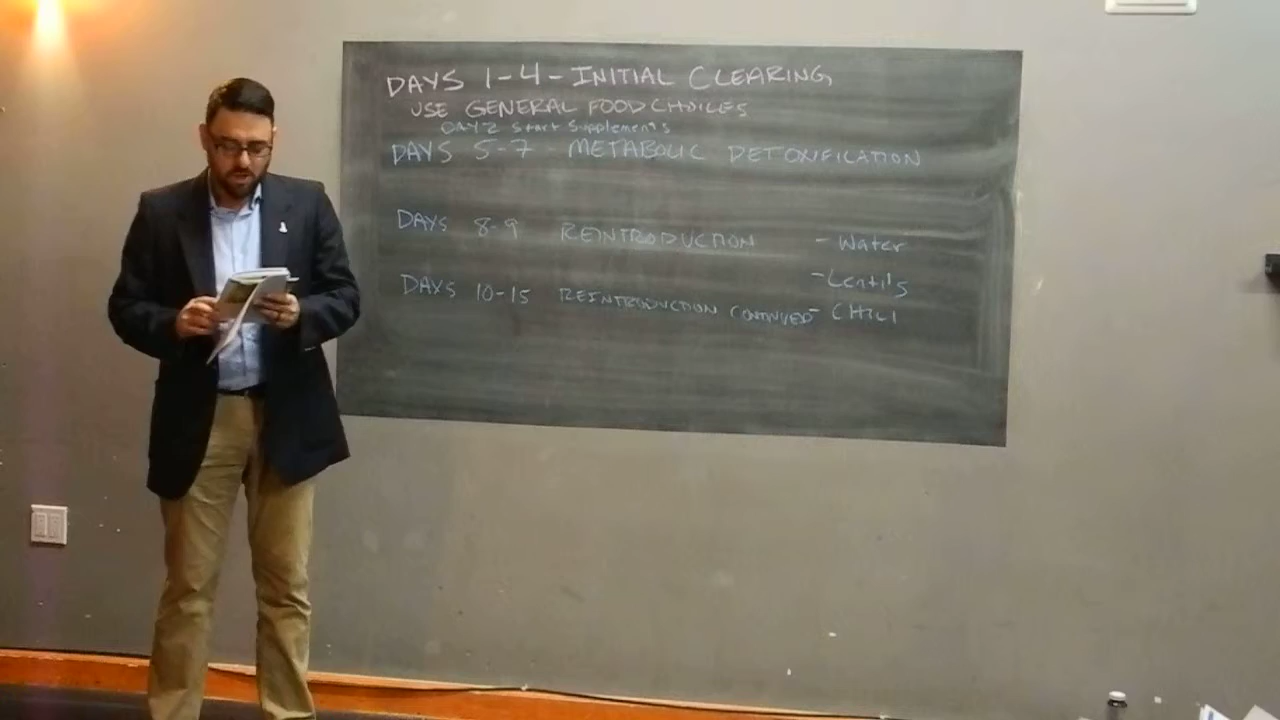 DAYS 1-4 - INITIAL CLEARING,
USE GENERAL FOOD CHOICES
DAY 2 Start Supplements
DAYS 5-7 - METABOLIC DETOXIFICATION
DAYS 8-9 REINTRODUCTION - Water
- Lentils
DAYS 10-15 REINTRODUCTION CONTINUED - CHILI